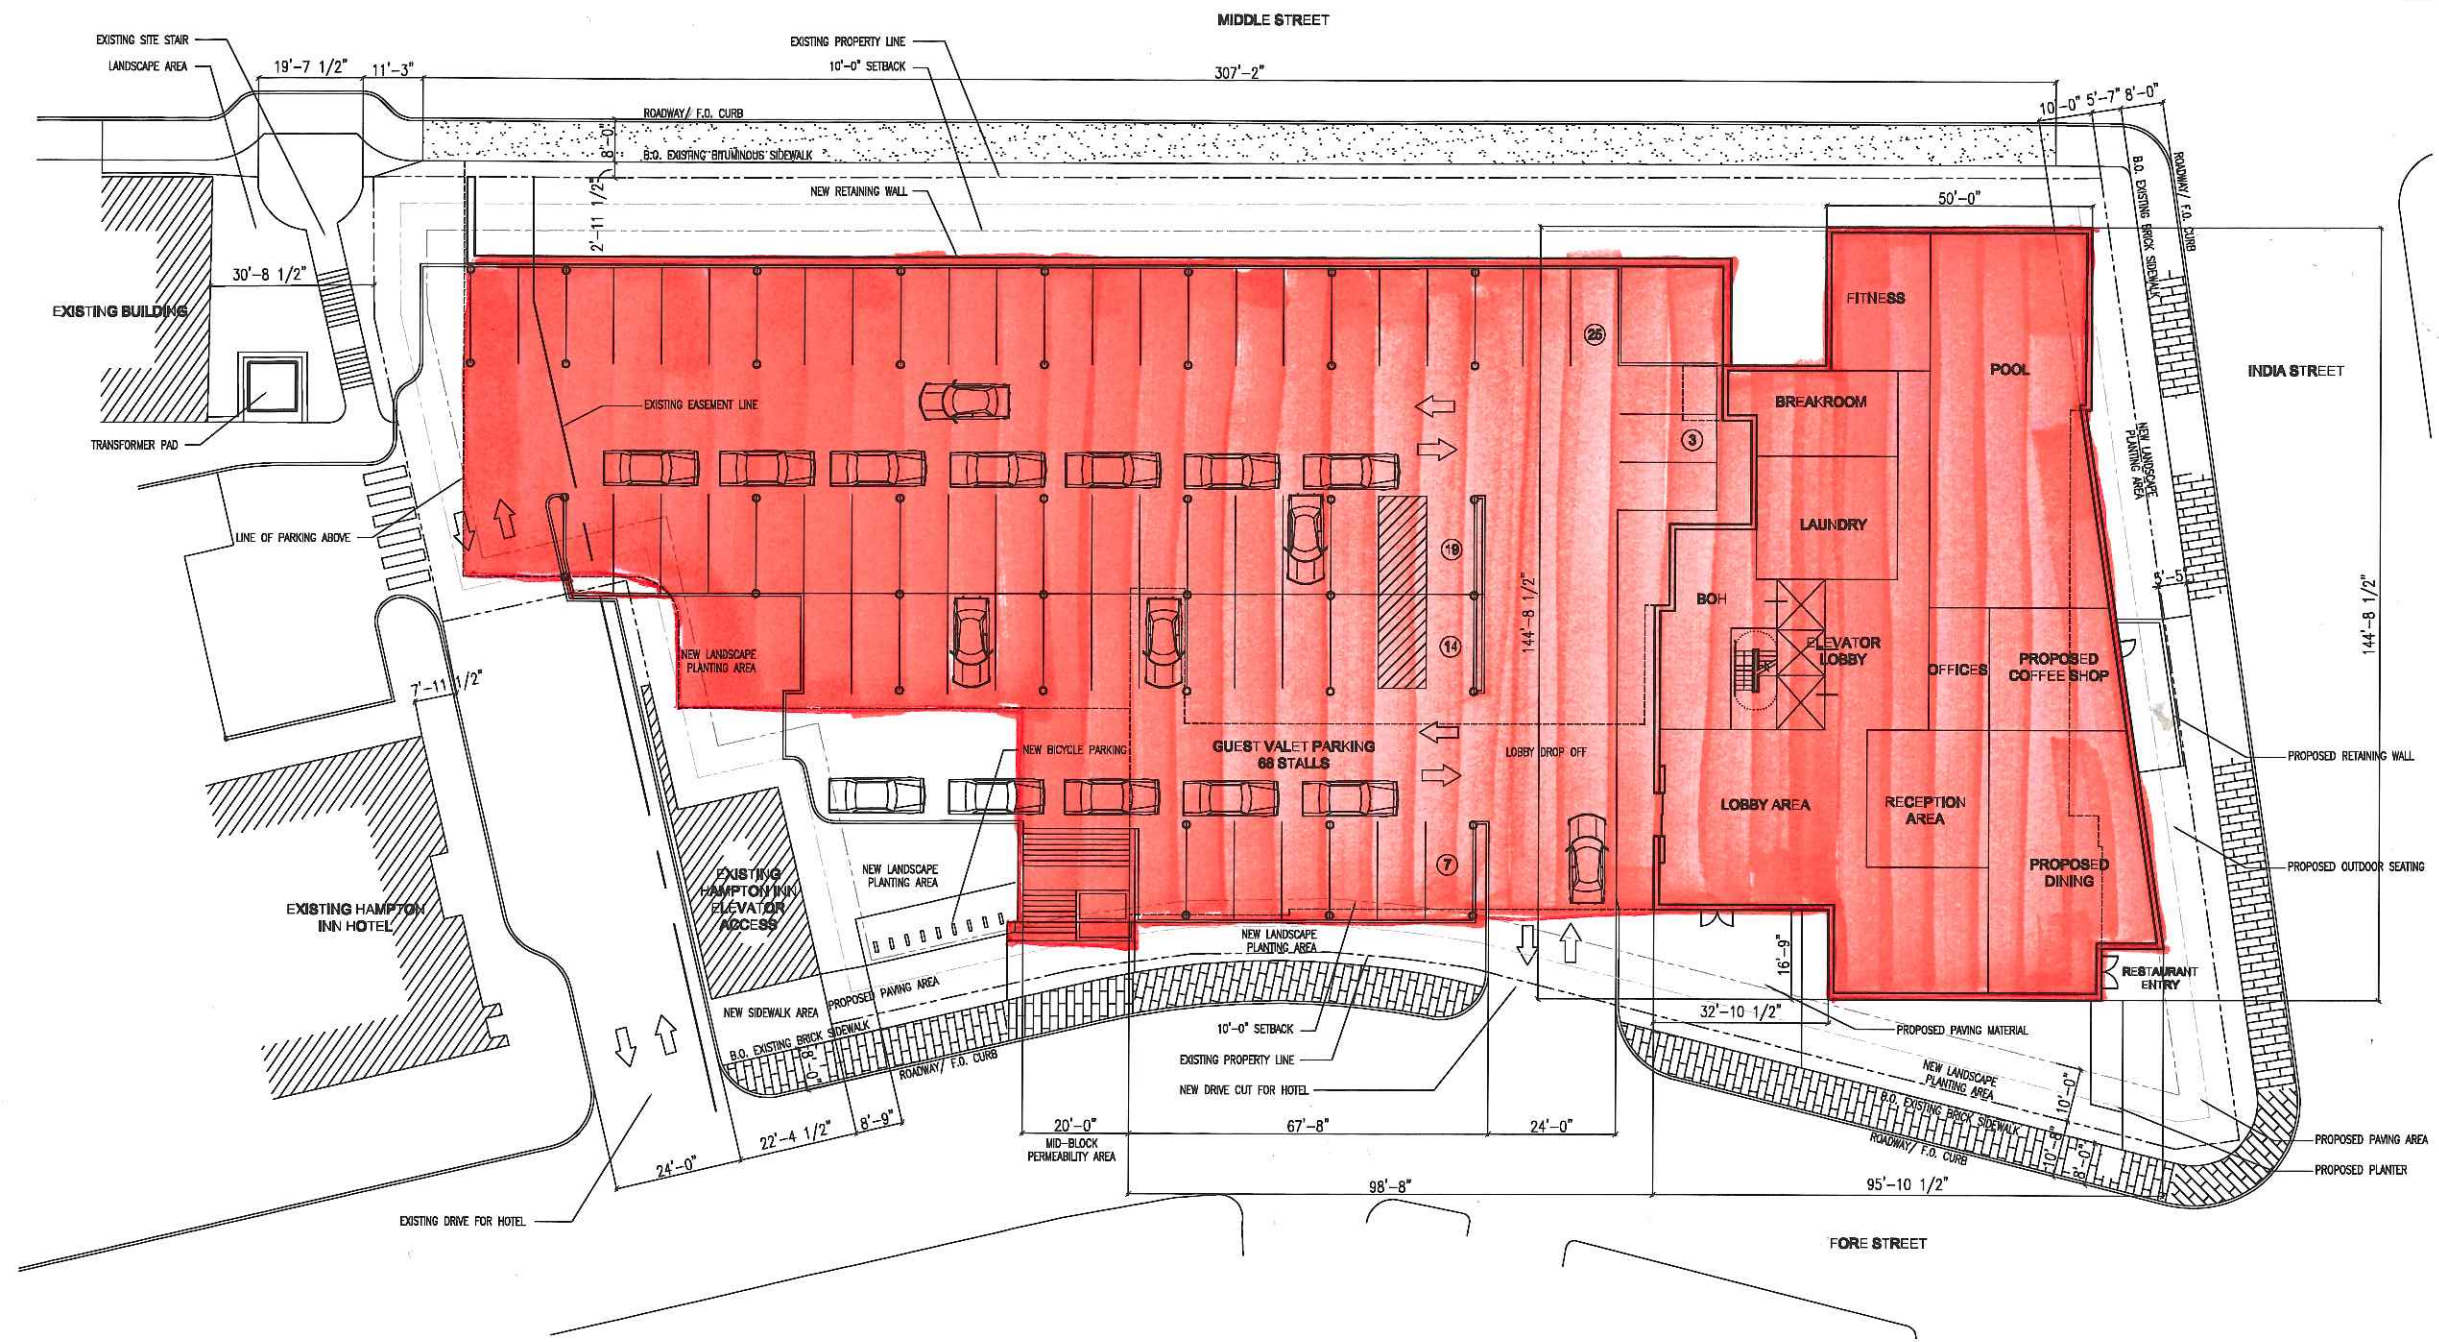 MIDDLE STREET
EXISTING SITE STAIR
EXISTING PROPERTY LINE
LANDSCAPE AREA
19'-7 1/2"
11'-3"
10'-0" SETBACK
307'-2"
10'-0"
5'-7"
8'-0"
ROADWAY/ F.O. CURB
8'-0"
B.O. EXISTING BITUMINOUS SIDEWALK
NEW RETAINING WALL
2'-11 1/2"
50'-0"
B.O. EXISTING BRICK SIDEWALK
ROADWAY/ F.O. CURB
30'-8 1/2"
EXISTING BUILDING
FITNESS
25
POOL
INDIA STREET
EXISTING EASEMENT LINE
BREAKROOM
3
TRANSFORMER PAD
NEW LANDSCAPE
PLANTING AREA
LAUNDRY
LINE OF PARKING ABOVE
19
5'-5"
BOH
144'-8 1/2"
144'-8 1/2"
14
ELEVATOR
LOBBY
NEW LANDSCAPE
PLANTING AREA
OFFICES
PROPOSED
COFFEE SHOP
7'-11 1/2"
NEW BICYCLE PARKING
GUEST VALET PARKING
68 STALLS
LOBBY DROP OFF
PROPOSED RETAINING WALL
LOBBY AREA
RECEPTION
AREA
7
NEW LANDSCAPE
PLANTING AREA
PROPOSED
DINING
PROPOSED OUTDOOR SEATING
EXISTING
HAMPTON INN
ELEVATOR
ACCESS
EXISTING HAMPTON
INN HOTEL
NEW LANDSCAPE
PLANTING AREA
16'-9"
RESTAURANT
ENTRY
PROPOSED PAVING AREA
NEW SIDEWALK AREA
32'-10 1/2"
10'-0" SETBACK
PROPOSED PAVING MATERIAL
B.O. EXISTING BRICK SIDEWALK
EXISTING PROPERTY LINE
8'-0"
ROADWAY/ F.O. CURB
NEW DRIVE CUT FOR HOTEL
NEW LANDSCAPE
PLANTING AREA
B.O. EXISTING BRICK SIDEWALK
10'-0"
8'-9"
22'-4 1/2"
20'-0"
67'-8"
24'-0"
MID-BLOCK
PERMEABILITY AREA
ROADWAY/ F.O. CURB
10'-8"
8'-0"
PROPOSED PAVING AREA
24'-0"
PROPOSED PLANTER
98'-8"
95'-10 1/2"
EXISTING DRIVE FOR HOTEL
FORE STREET